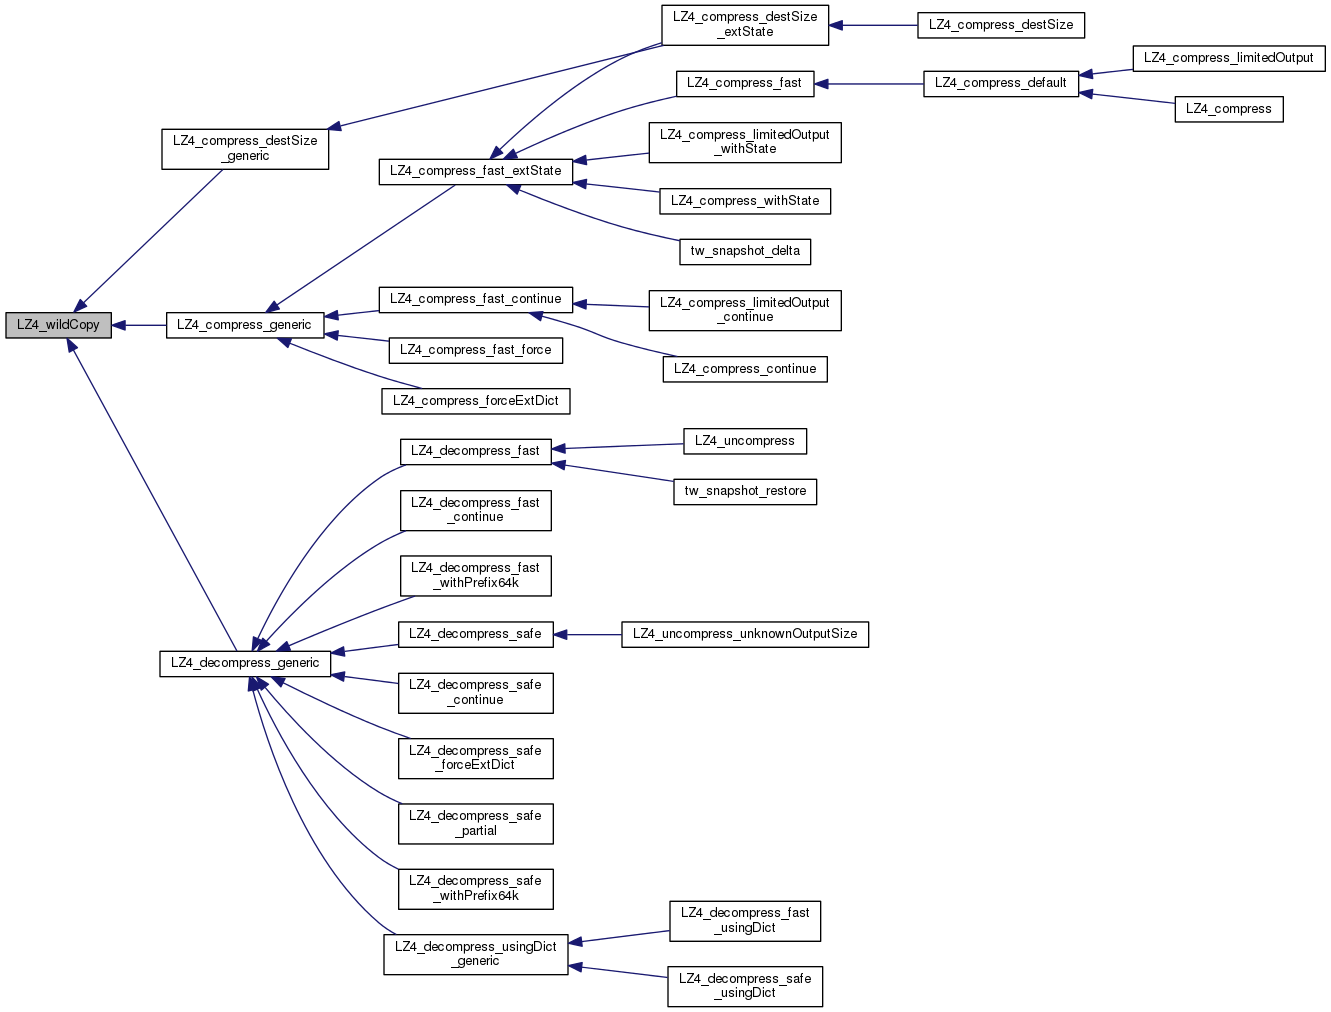 LZ4_compress_destSize
_extState
LZ4_compress_destSize
LZ4_compress_limitedOutput
LZ4_compress_fast
LZ4_compress_default
LZ4_compress
LZ4_compress_destSize
_generic
LZ4_compress_limitedOutput
_withState
LZ4_compress_fast_extState
LZ4_compress_withState
tw_snapshot_delta
LZ4_wildCopy
LZ4_compress_generic
LZ4_compress_fast_continue
LZ4_compress_limitedOutput
_continue
LZ4_compress_fast_force
LZ4_compress_continue
LZ4_compress_forceExtDict
LZ4_decompress_fast
LZ4_uncompress
tw_snapshot_restore
LZ4_decompress_fast
_continue
LZ4_decompress_fast
_withPrefix64k
LZ4_decompress_safe
LZ4_uncompress_unknownOutputSize
LZ4_decompress_generic
LZ4_decompress_safe
_continue
LZ4_decompress_safe
_forceExtDict
LZ4_decompress_safe
_partial
LZ4_decompress_safe
_withPrefix64k
LZ4_decompress_usingDict
_generic
LZ4_decompress_fast
_usingDict
LZ4_decompress_safe
_usingDict